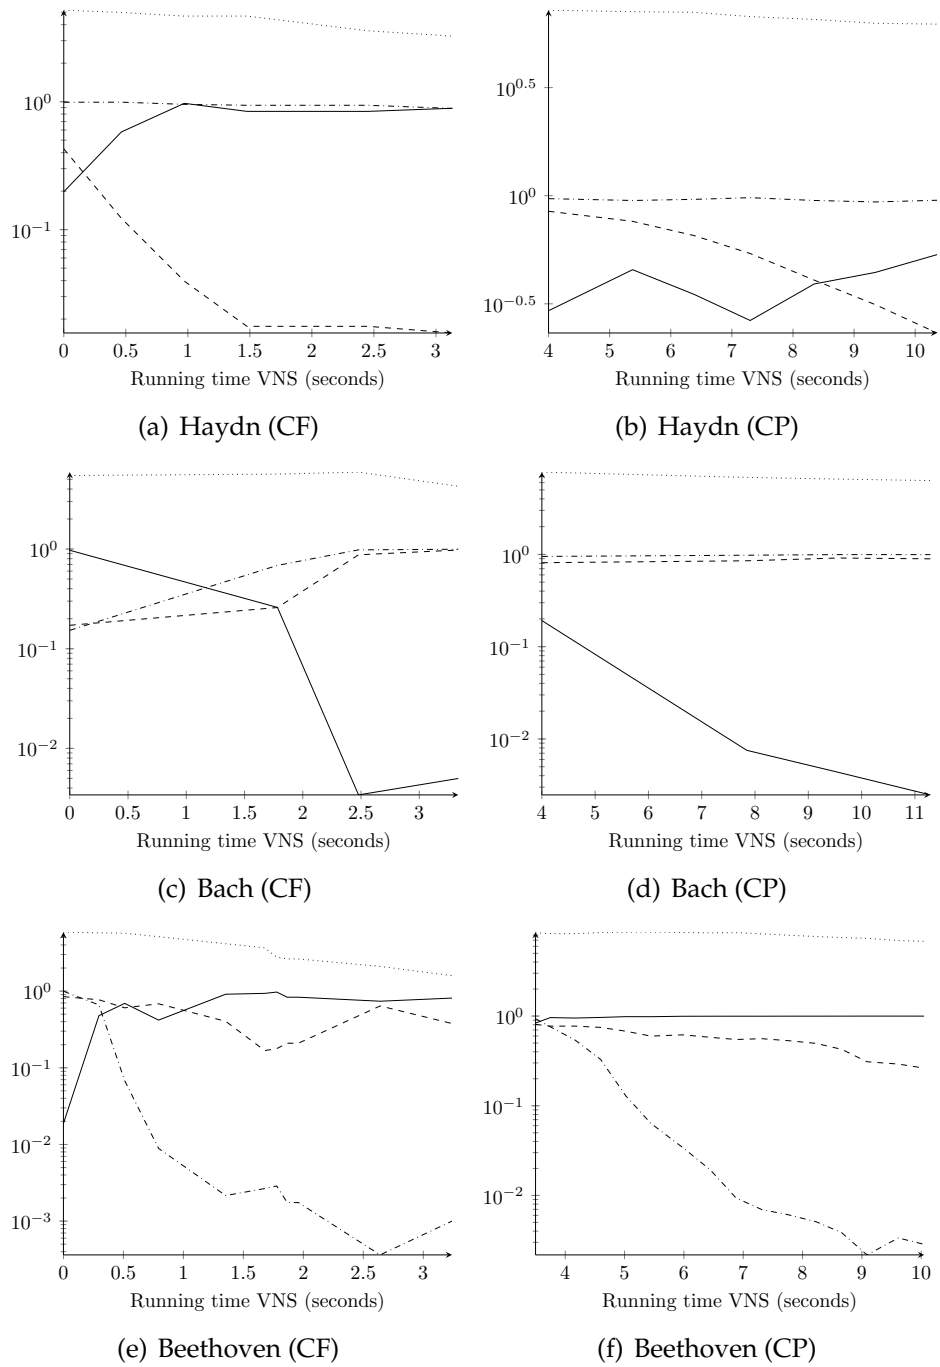 10^0
10^{-1}
0 0.5 1 1.5 2 2.5 3
Running time VNS (seconds)
(a) Haydn (CF)
10^{0.5}
10^0
10^{-0.5}
4 5 6 7 8 9 10
Running time VNS (seconds)
(b) Haydn (CP)
10^0
10^{-1}
10^{-2}
0 0.5 1 1.5 2 2.5 3
Running time VNS (seconds)
(c) Bach (CF)
10^0
10^{-1}
10^{-2}
4 5 6 7 8 9 10 11
Running time VNS (seconds)
(d) Bach (CP)
10^0
10^{-1}
10^{-2}
10^{-3}
0 0.5 1 1.5 2 2.5 3
Running time VNS (seconds)
(e) Beethoven (CF)
10^0
10^{-1}
10^{-2}
4 5 6 7 8 9 10
Running time VNS (seconds)
(f) Beethoven (CP)